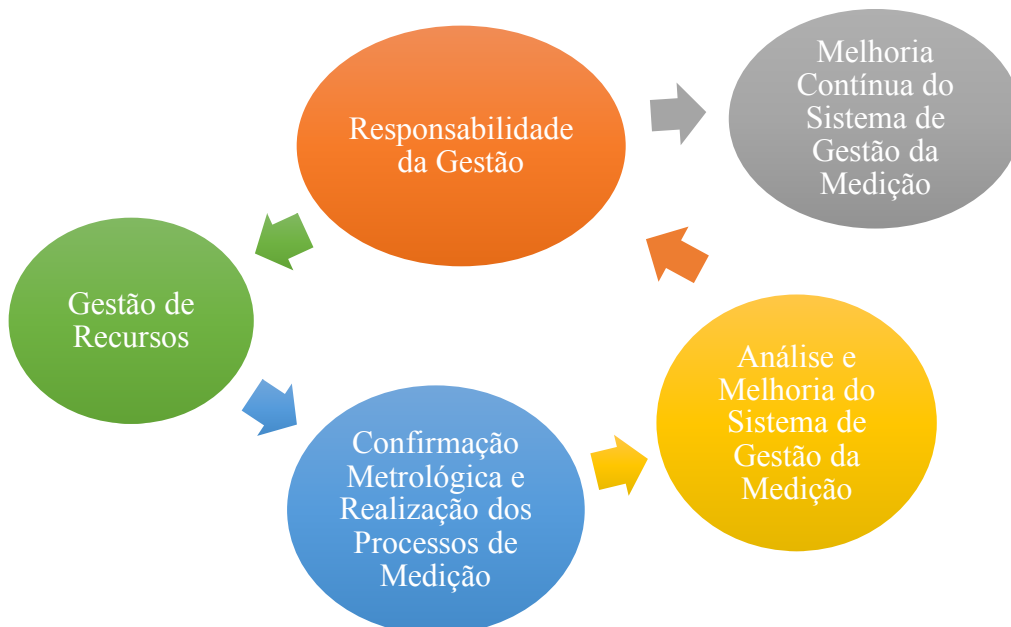 Responsabilidade
da Gestão
Melhoria
Contínua do
Sistema de
Gestão da
Medição
Gestão de
Recursos
Confirmação
Metrológica e
Realização dos
Processos de
Medição
Análise e
Melhoria do
Sistema de
Gestão da
Medição